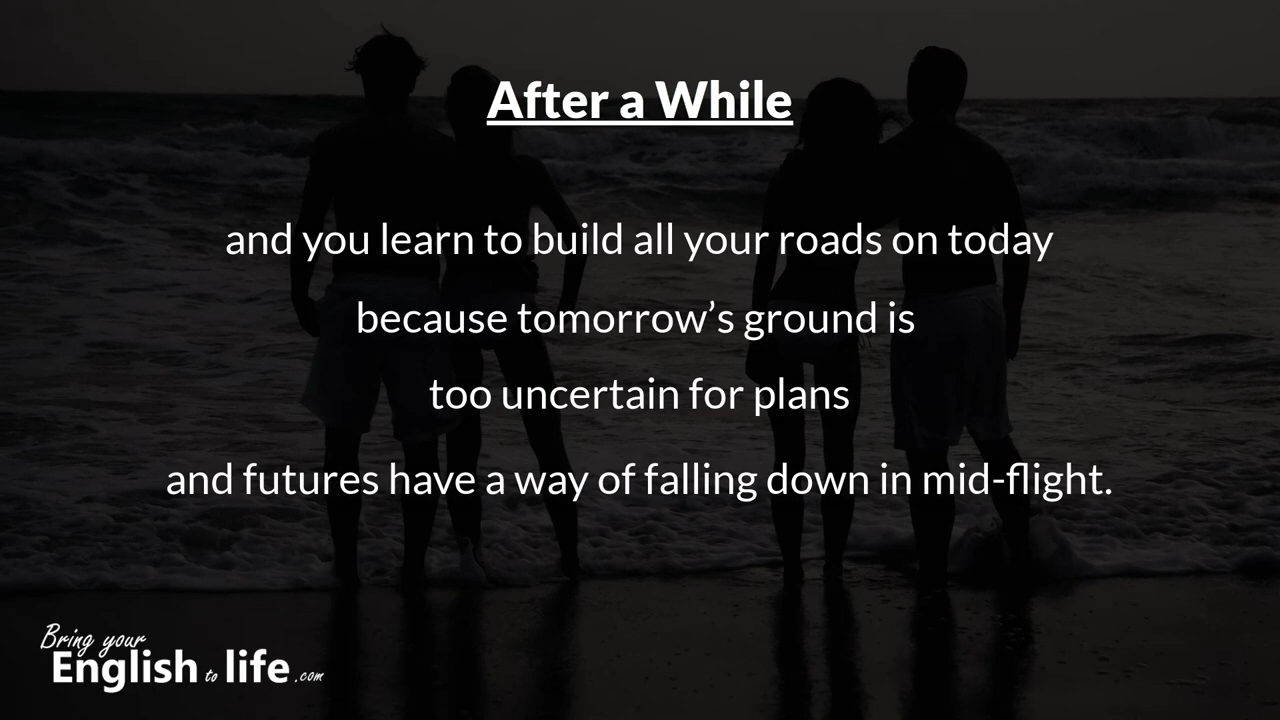 After a While
and you learn to build all your roads on today
because tomorrow’s ground is
too uncertain for plans
and futures have a way of falling down in mid-flight.
Bring your
English to life .com